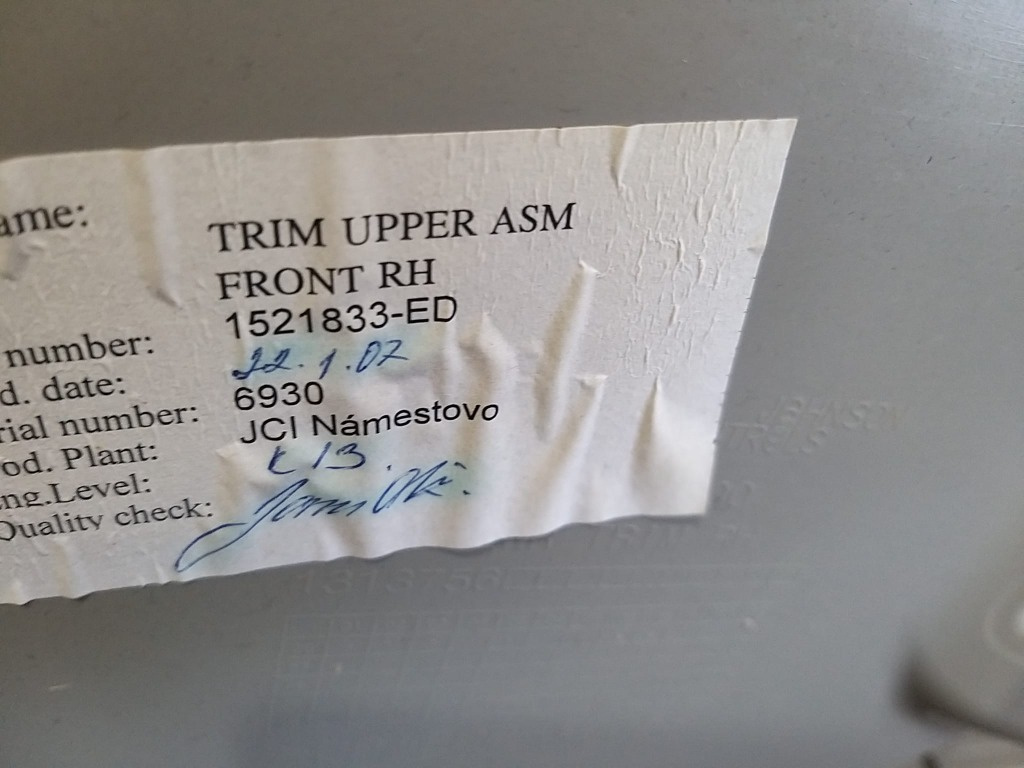 ame: TRIM UPPER ASM
FRONT RH
number: 1521833-ED
d. date: 22.1.07
rial number: 6930
od. Plant: JCI Námestovo
ng.Level: K 13
Quality check: